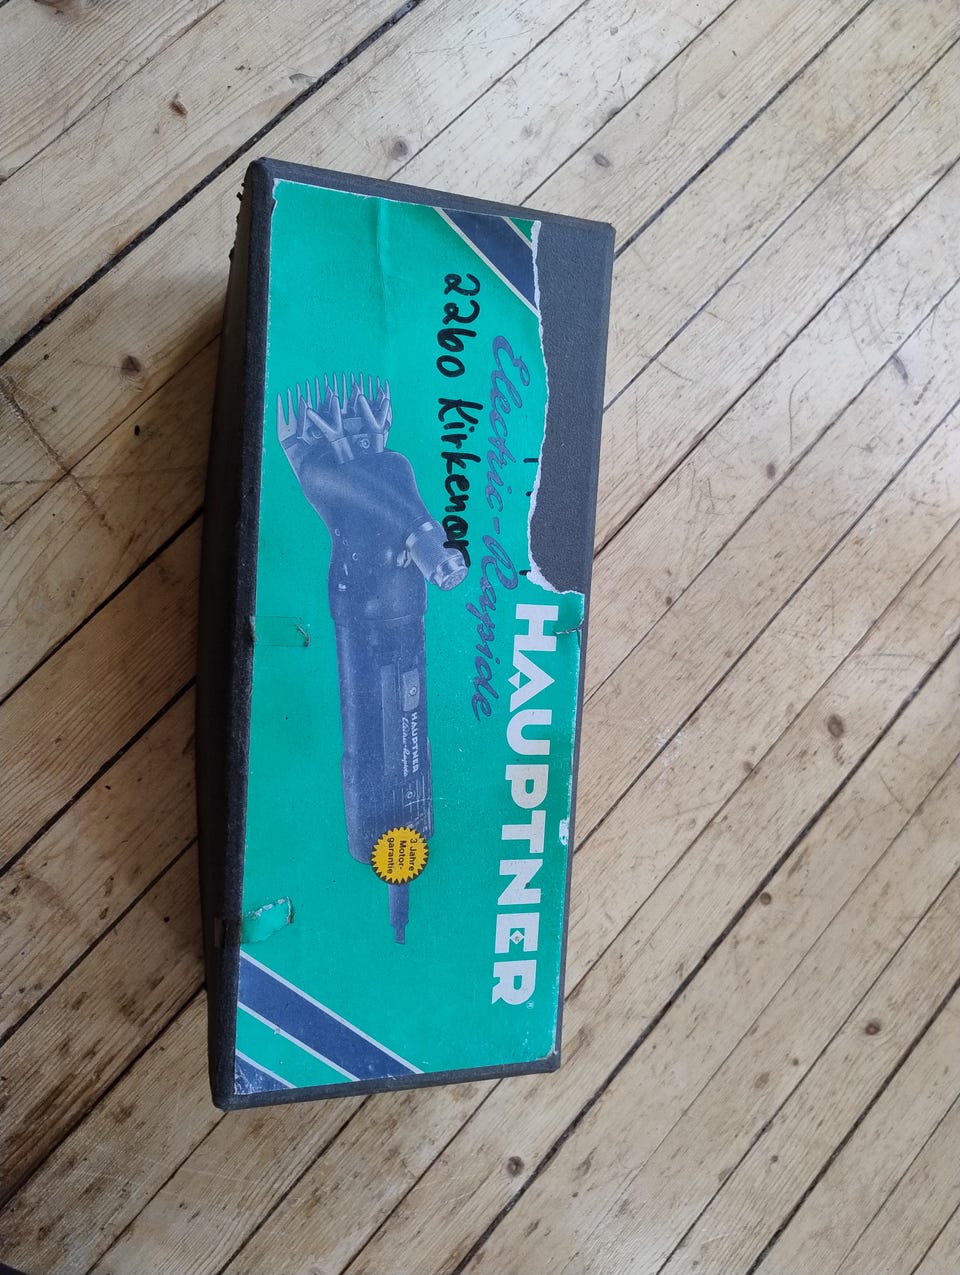 HAUPTNER®
Electric-Rapide
2260 Kirkenær
HAUPTNER
Electric-Rapide
3 Jahre
Motor-
garantie